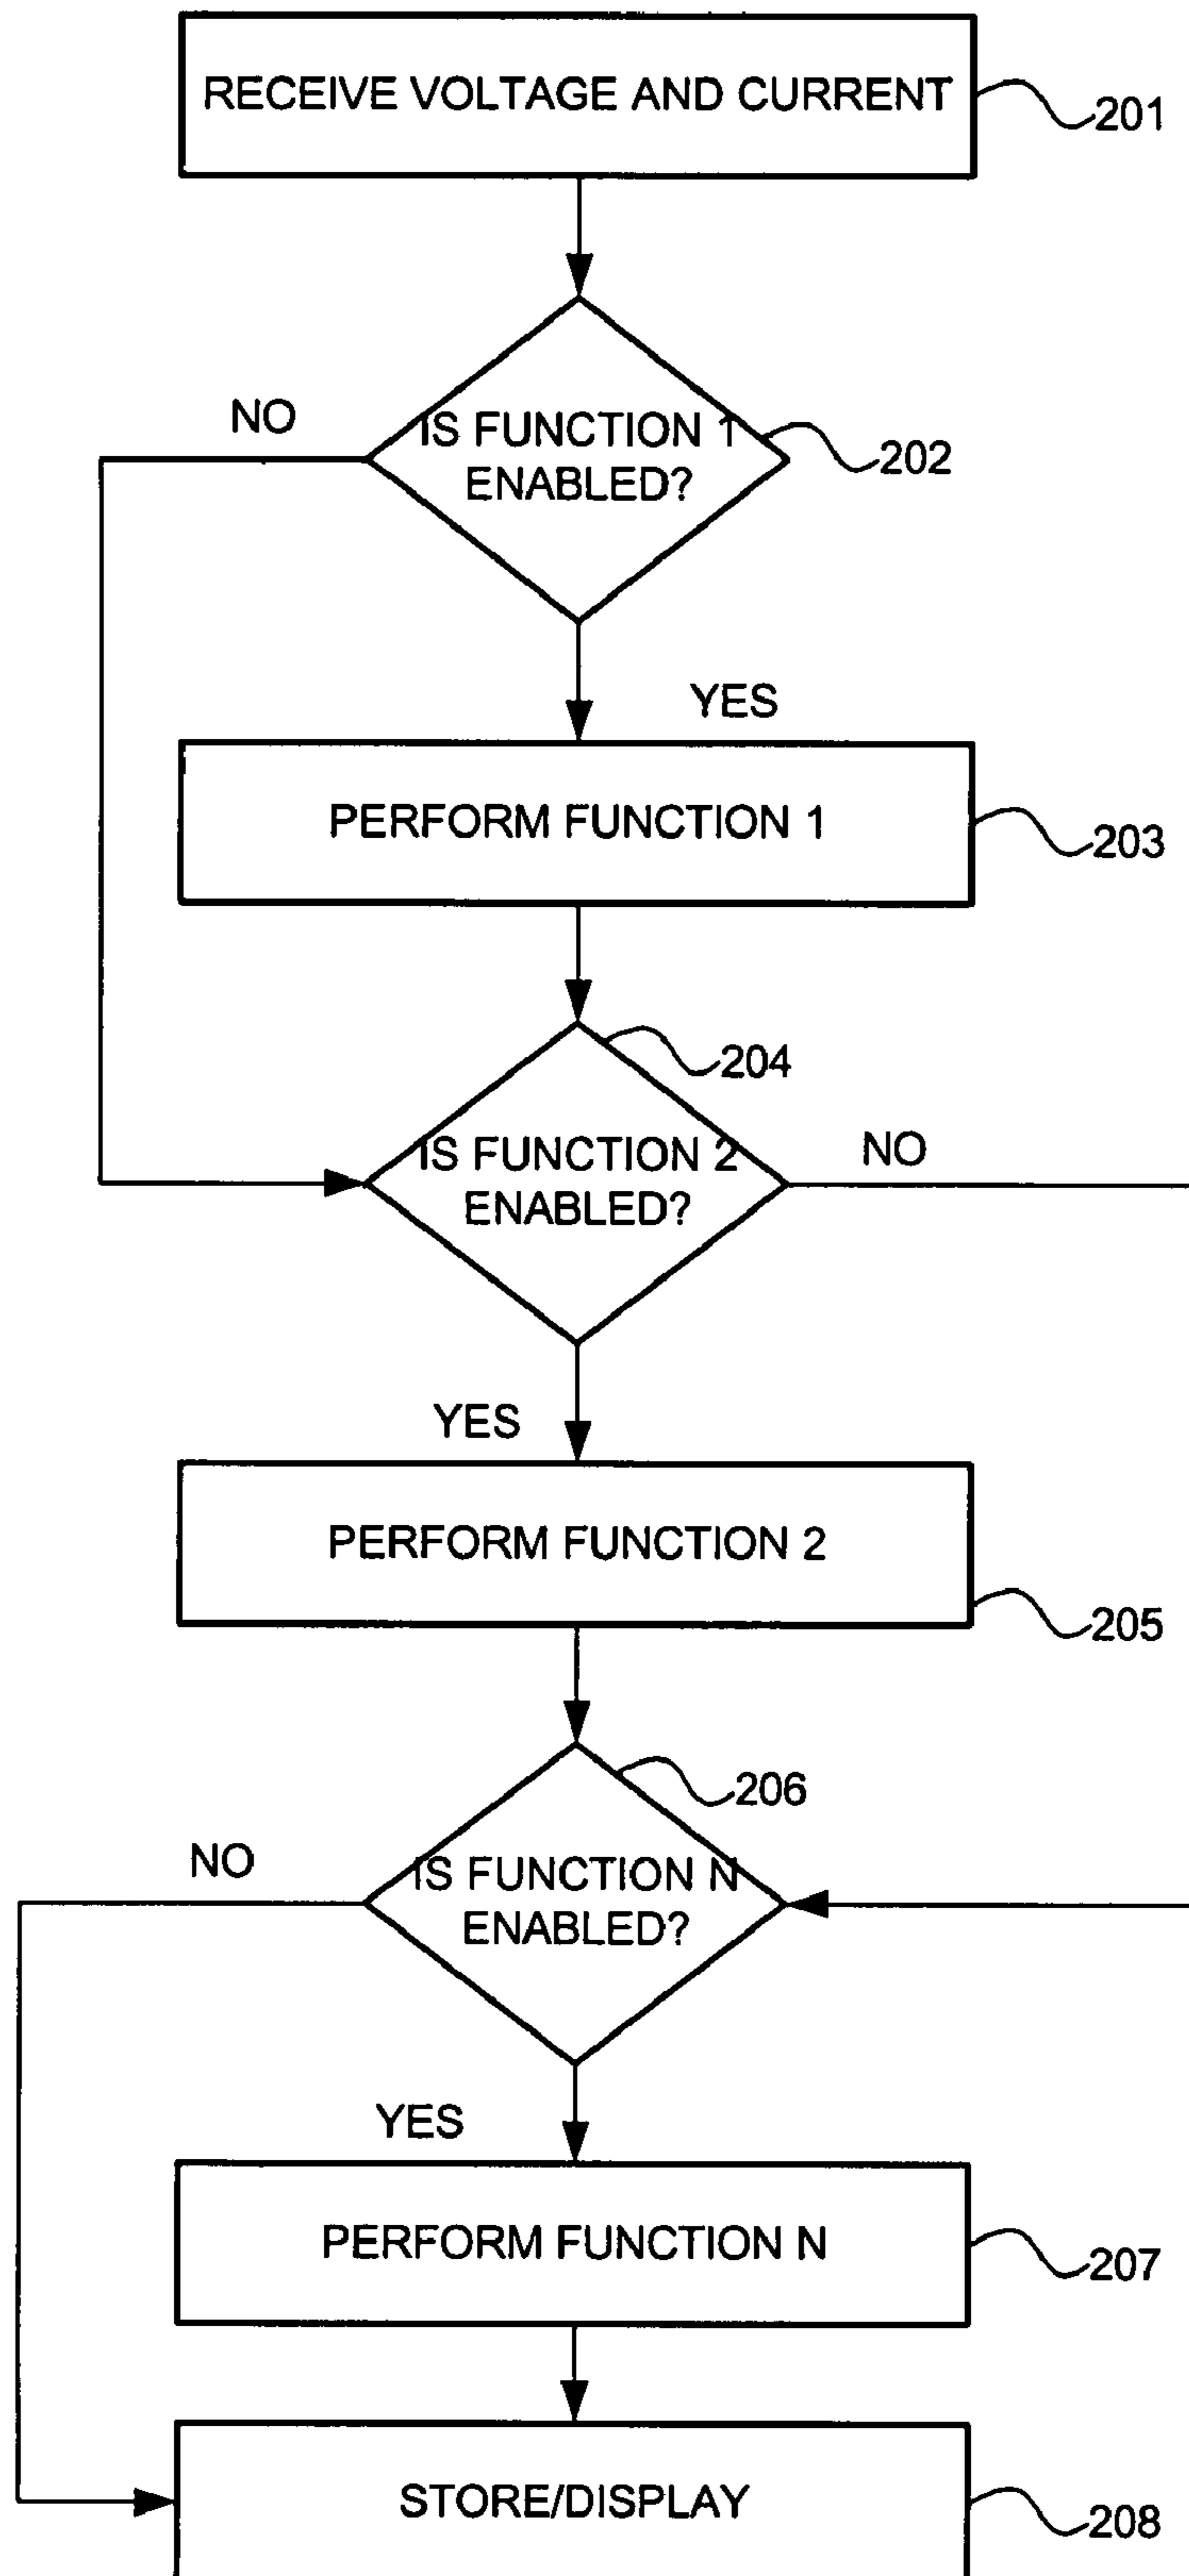 RECEIVE VOLTAGE AND CURRENT
201
NO
IS FUNCTION 1
ENABLED?
202
YES
PERFORM FUNCTION 1
203
204
IS FUNCTION 2
ENABLED?
NO
YES
PERFORM FUNCTION 2
205
206
NO
IS FUNCTION N
ENABLED?
YES
PERFORM FUNCTION N
207
STORE/DISPLAY
208